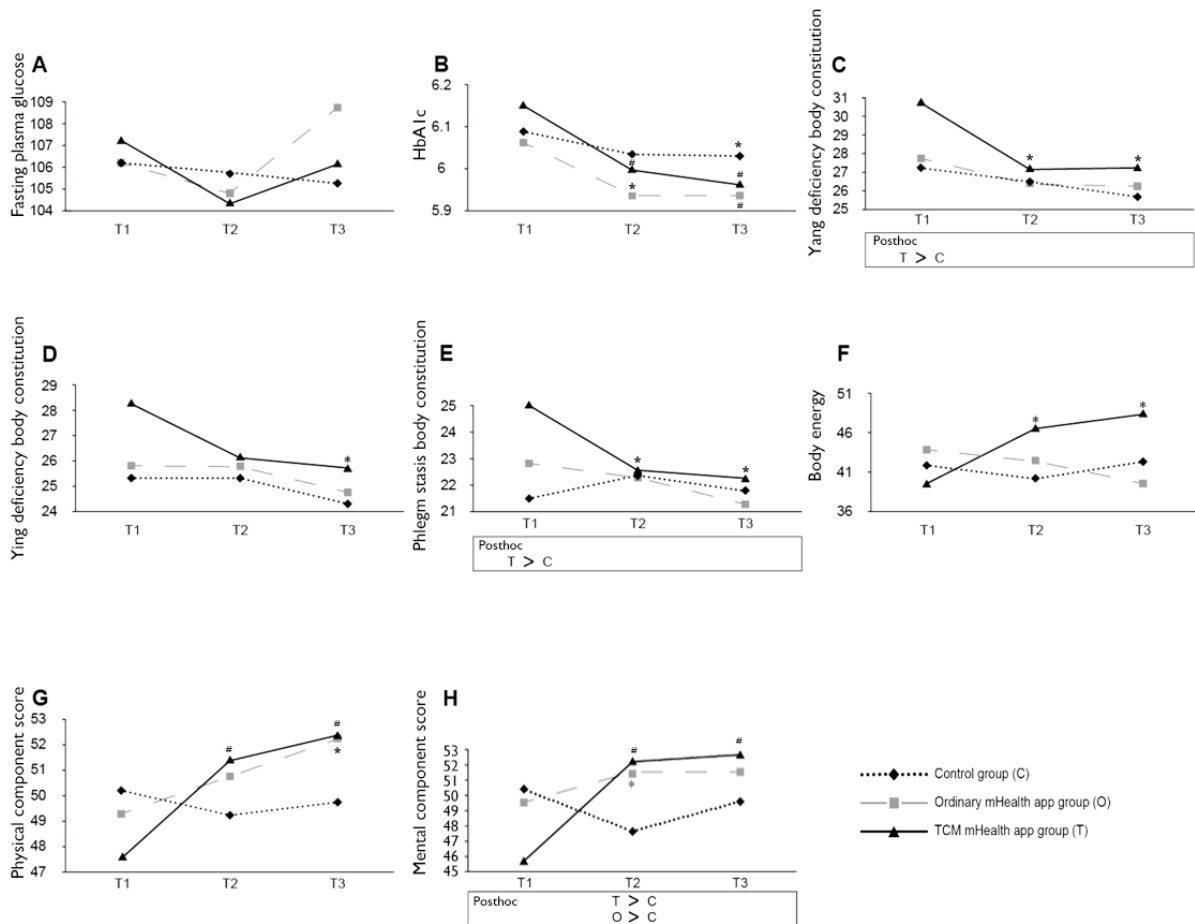 A
Fasting plasma glucose
109
108
107
106
105
104
T1 T2 T3
B
HbA1c
6.2
6.1
6
5.9
# *
* #
#
T1 T2 T3
C
Yang deficiency body constitution
31
30
29
28
27
26
25
* *
T1 T2 T3
Posthoc
T > C
D
Ying deficiency body constitution
29
28
27
26
25
24
*
T1 T2 T3
E
Phlegm stasis body constitution
25
24
23
22
21
* *
T1 T2 T3
Posthoc
T > C
F
Body energy
51
46
41
36
* *
T1 T2 T3
G
Physical component score
53
52
51
50
49
48
47
# #
*
T1 T2 T3
H
Mental component score
53
52
51
50
49
48
47
46
45
# #
*
T1 T2 T3
Posthoc T > C
O > C
Control group (C)
Ordinary mHealth app group (O)
TCM mHealth app group (T)